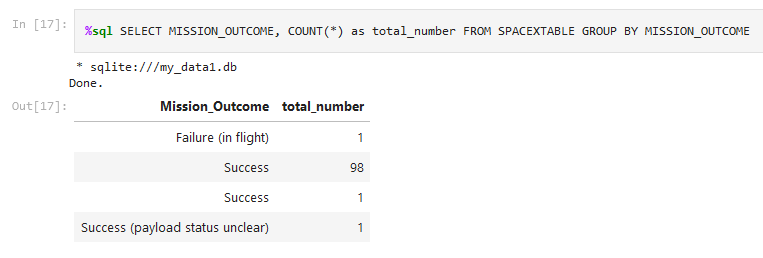 In [17]: %sql SELECT MISSION_OUTCOME, COUNT(*) as total_number FROM SPACEXTABLE GROUP BY MISSION_OUTCOME
* sqlite:///my_data1.db
Done.
Out[17]: Mission_Outcome total_number
Failure (in flight) 1
Success 98
Success 1
Success (payload status unclear) 1